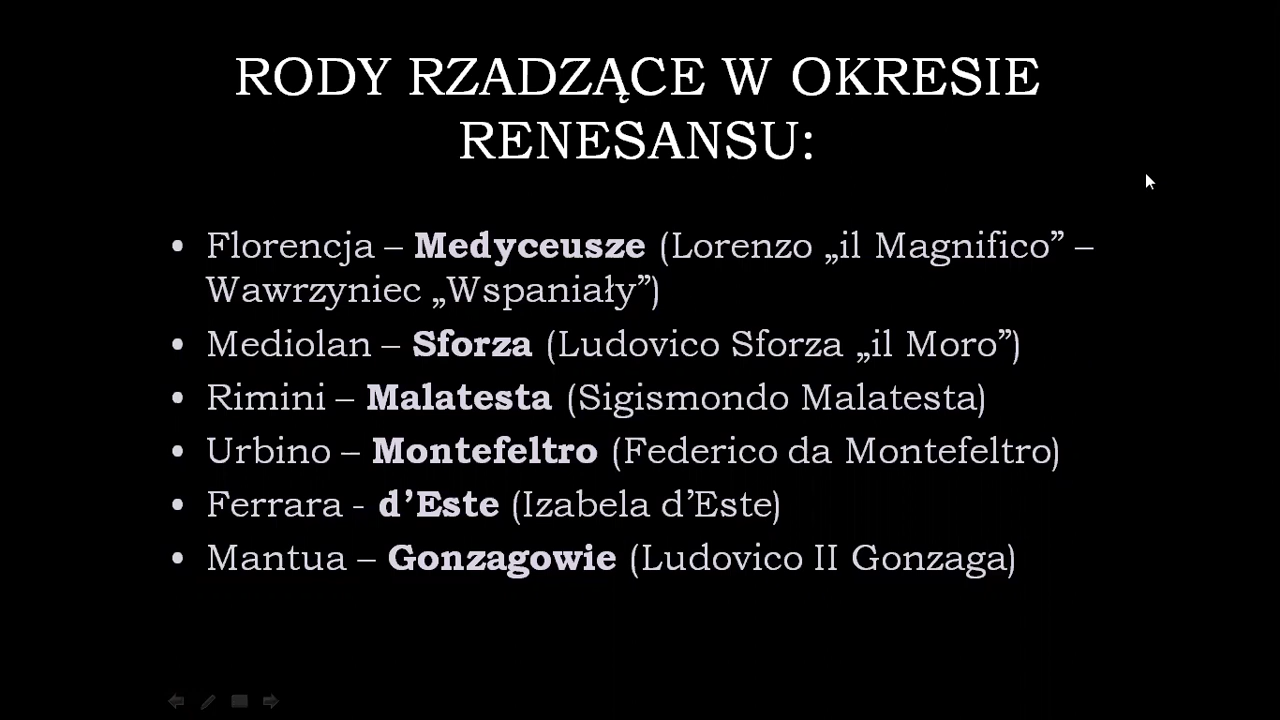 RODY RZADZĄCE W OKRESIE
RENESANSU:
• Florencja – Medyceusze (Lorenzo „il Magnifico” –
Wawrzyniec „Wspaniały”)
• Mediolan – Sforza (Ludovico Sforza „il Moro”)
• Rimini – Malatesta (Sigismondo Malatesta)
• Urbino – Montefeltro (Federico da Montefeltro)
• Ferrara - d’Este (Izabela d’Este)
• Mantua – Gonzagowie (Ludovico II Gonzaga)